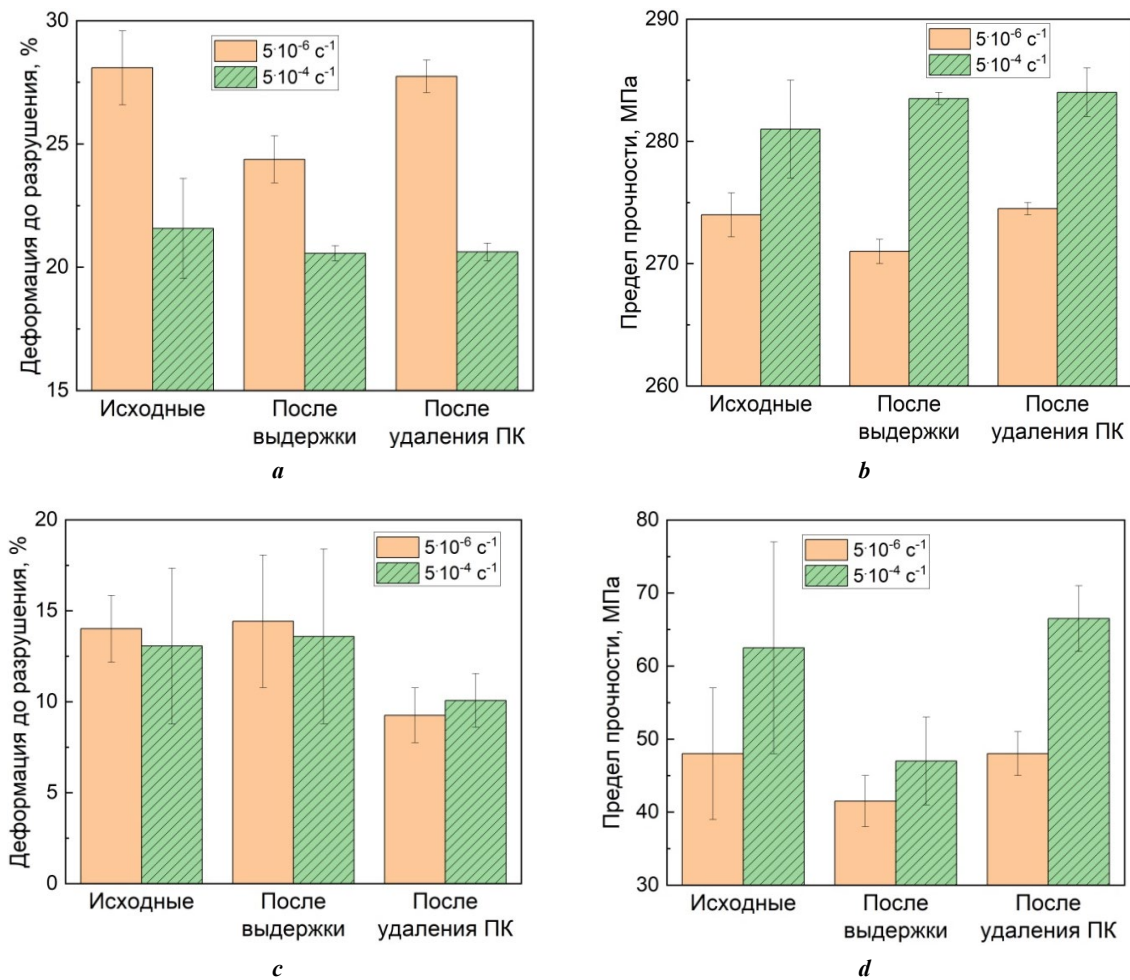 Деформация до разрушения, %
30
25
20
15
5·10⁻⁶ с⁻¹
5·10⁻⁴ с⁻¹
Исходные
После
выдержки
После
удаления ПК
a
Предел прочности, МПа
290
280
270
260
5·10⁻⁶ с⁻¹
5·10⁻⁴ с⁻¹
Исходные
После
выдержки
После
удаления ПК
b
Деформация до разрушения, %
20
15
10
5
0
5·10⁻⁶ с⁻¹
5·10⁻⁴ с⁻¹
Исходные
После
выдержки
После
удаления ПК
c
Предел прочности, МПа
80
70
60
50
40
30
5·10⁻⁶ с⁻¹
5·10⁻⁴ с⁻¹
Исходные
После
выдержки
После
удаления ПК
d